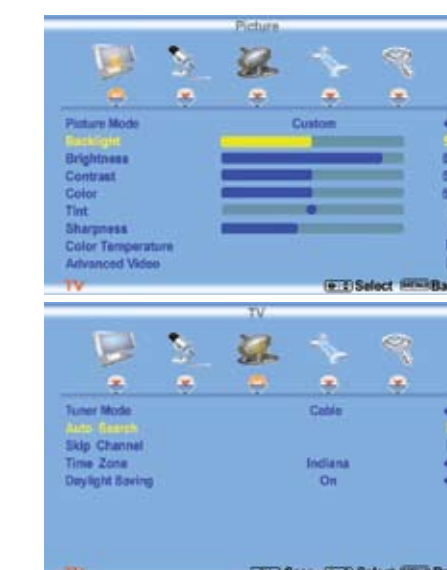 Picture
Picture Mode Custom
Backlight
Brightness
Contrast
Color
Tint
Sharpness
Color Temperature
Advanced Video
TV Select
TV
Tuner Mode Cable
Auto Search
Skip Channel
Time Zone Indiana
Daylight Saving On
Select